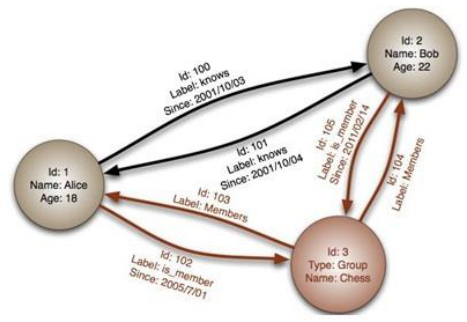 Id: 2
Name: Bob
Age: 22
Id: 100
Label: knows
Since: 2001/10/03
Id: 101
Label: knows
Since: 2001/10/04
Id: 105
Label: is_member
Since: 2011/02/14
Id: 104
Label: Members
Id: 1
Name: Alice
Age: 18
Id: 103
Label: Members
Id: 102
Label: is_member
Since: 2005/7/01
Id: 3
Type: Group
Name: Chess